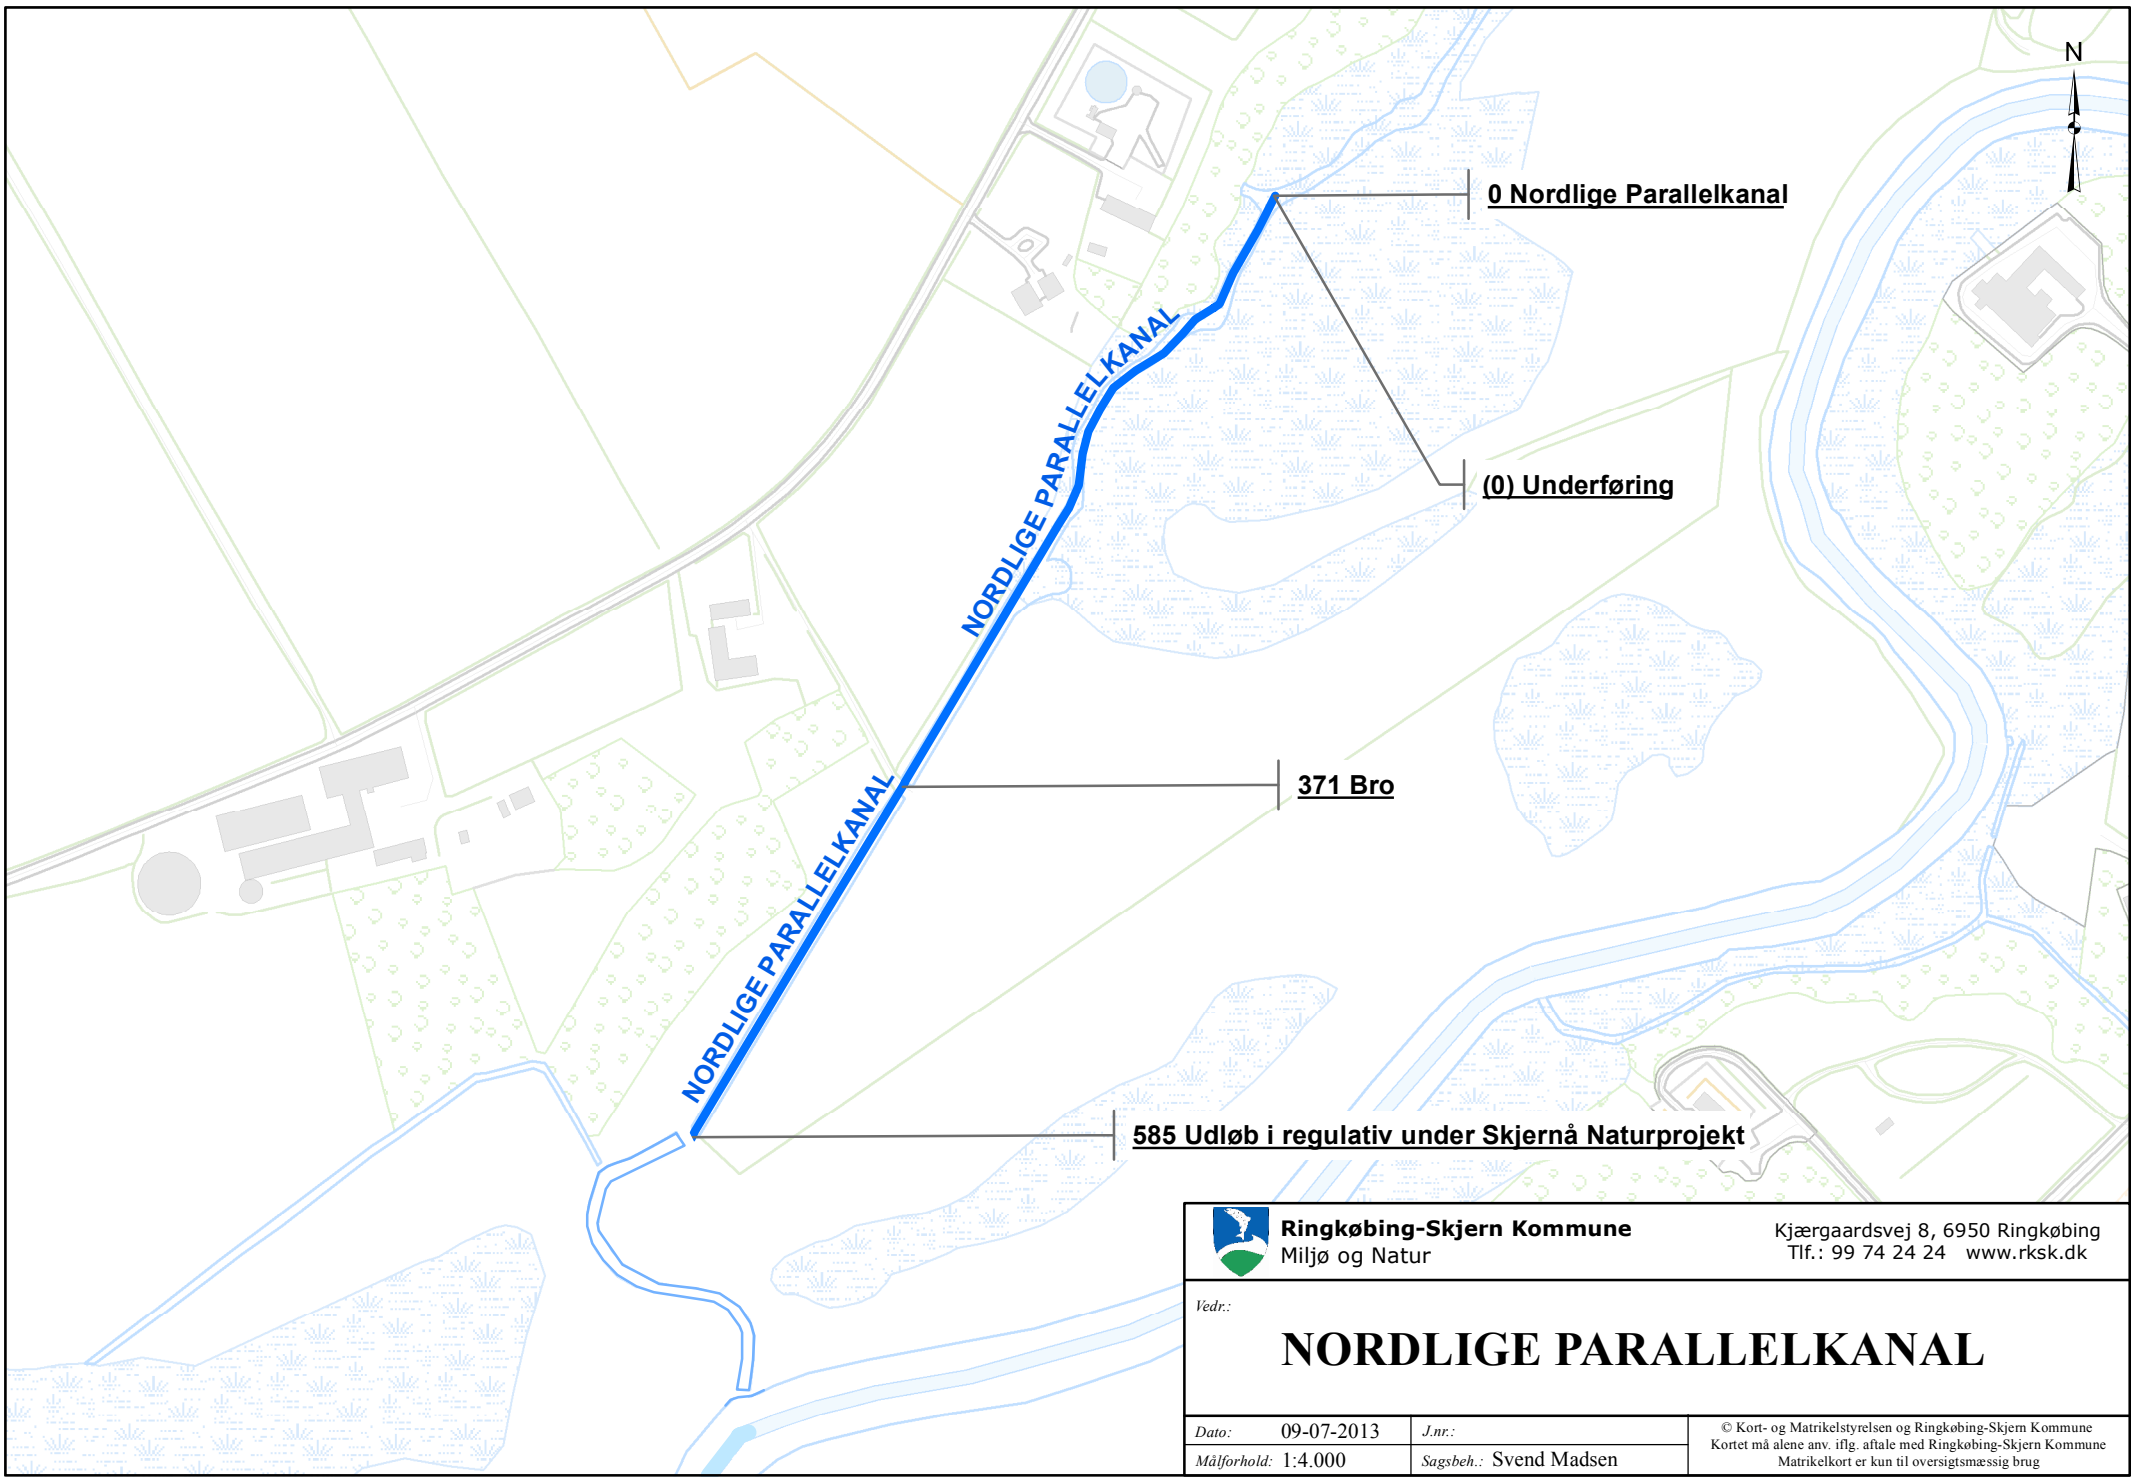 N
0 Nordlige Parallelkanal
(0) Underføring
NORDLIGE PARALLELKANAL
371 Bro
NORDLIGE PARALLELKANAL
585 Udløb i regulativ under Skjernå Naturprojekt
Ringkøbing-Skjern Kommune
Miljø og Natur
Kjærgaardsvej 8, 6950 Ringkøbing
Tlf.: 99 74 24 24 www.rksk.dk
Vedr.:
NORDLIGE PARALLELKANAL
Dato: 09-07-2013
J.nr.:
Målforhold: 1:4.000
Sagsbeh.: Svend Madsen
© Kort- og Matrikelstyrelsen og Ringkøbing-Skjern Kommune
Kortet må alene anv. iflg. aftale med Ringkøbing-Skjern Kommune
Matrikelkort er kun til oversigtsmæssig brug